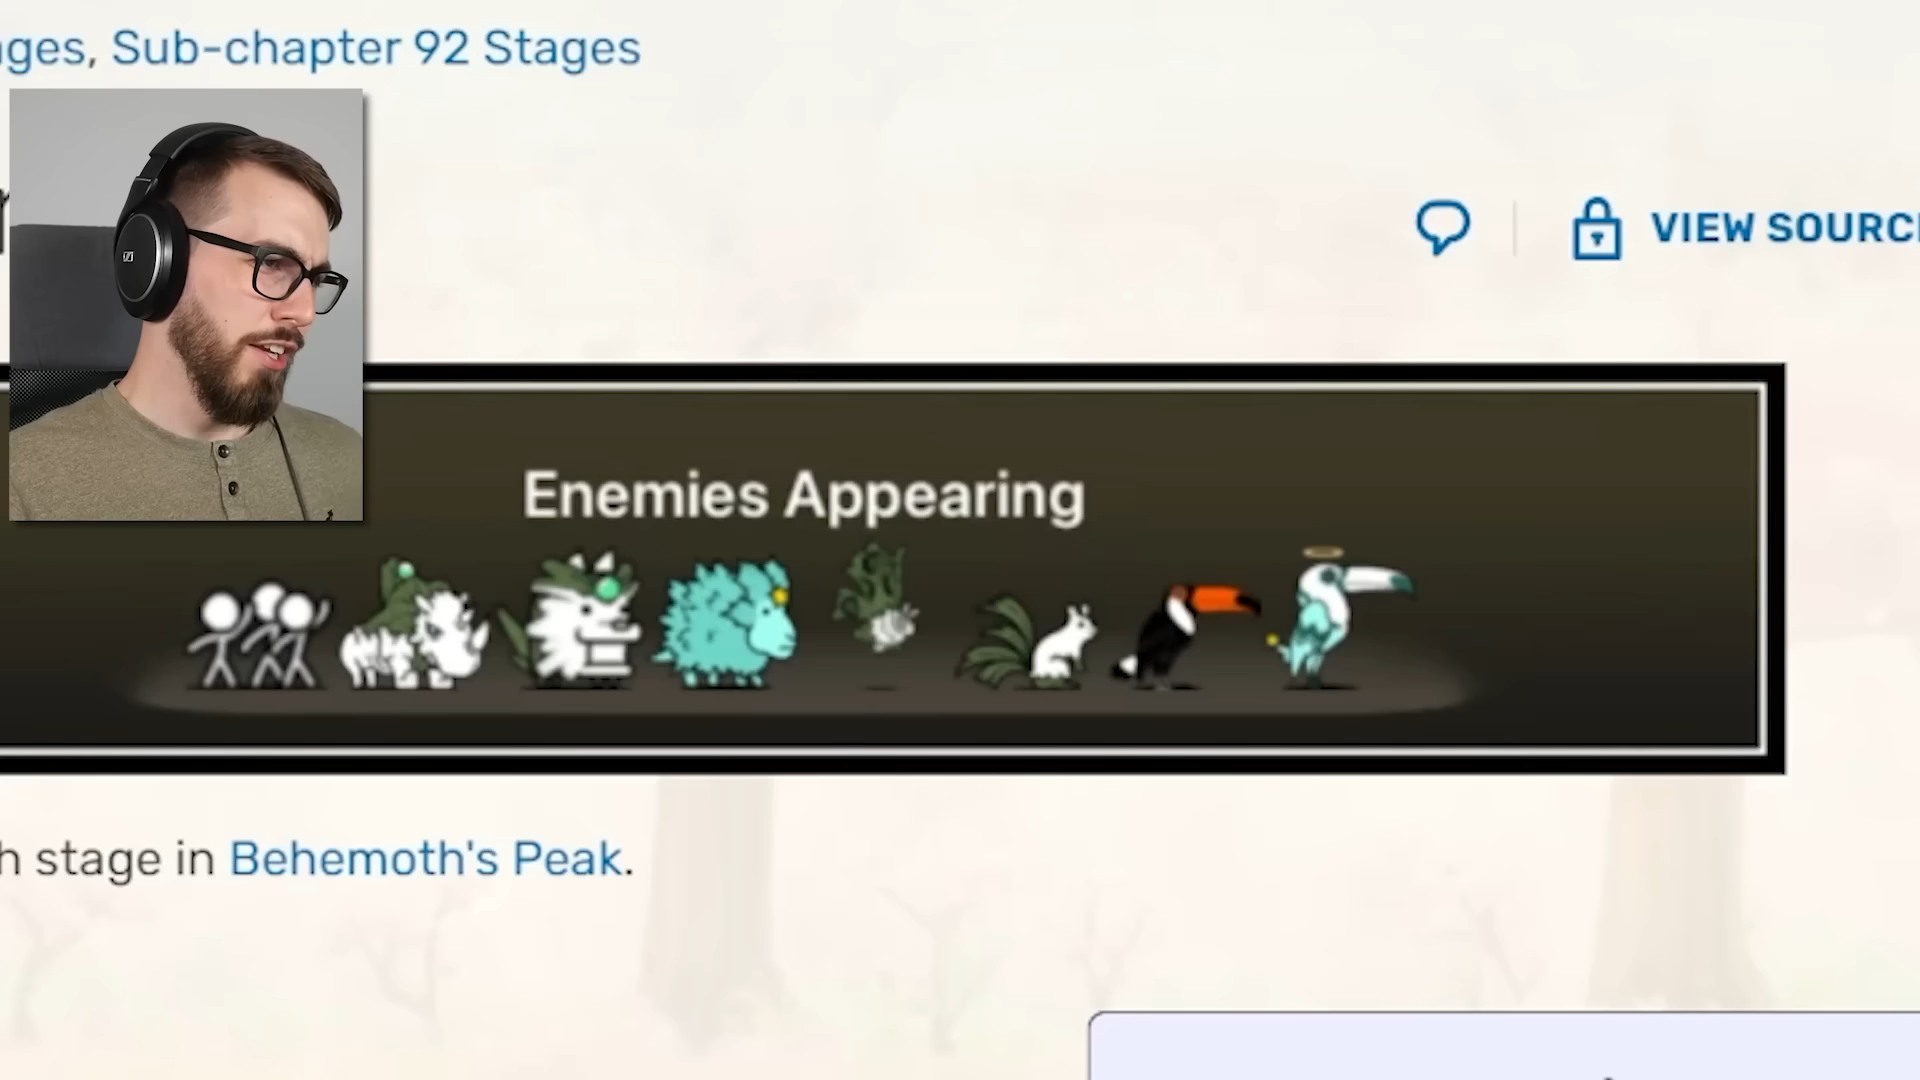 ges, Sub-chapter 92 Stages
VIEW SOURC
Enemies Appearing
h stage in Behemoth's Peak.